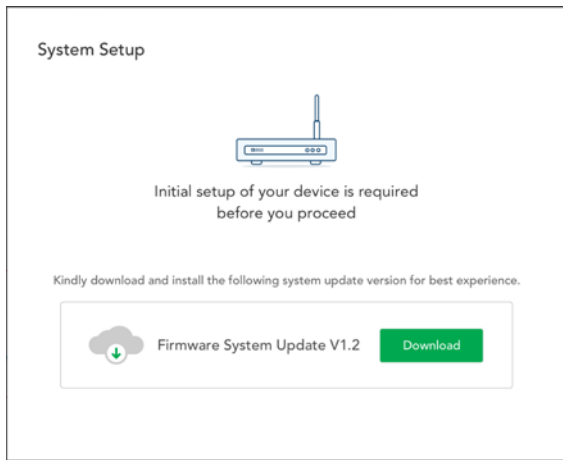 System Setup
Initial setup of your device is required
before you proceed
Kindly download and install the following system update version for best experience.
Firmware System Update V1.2
Download